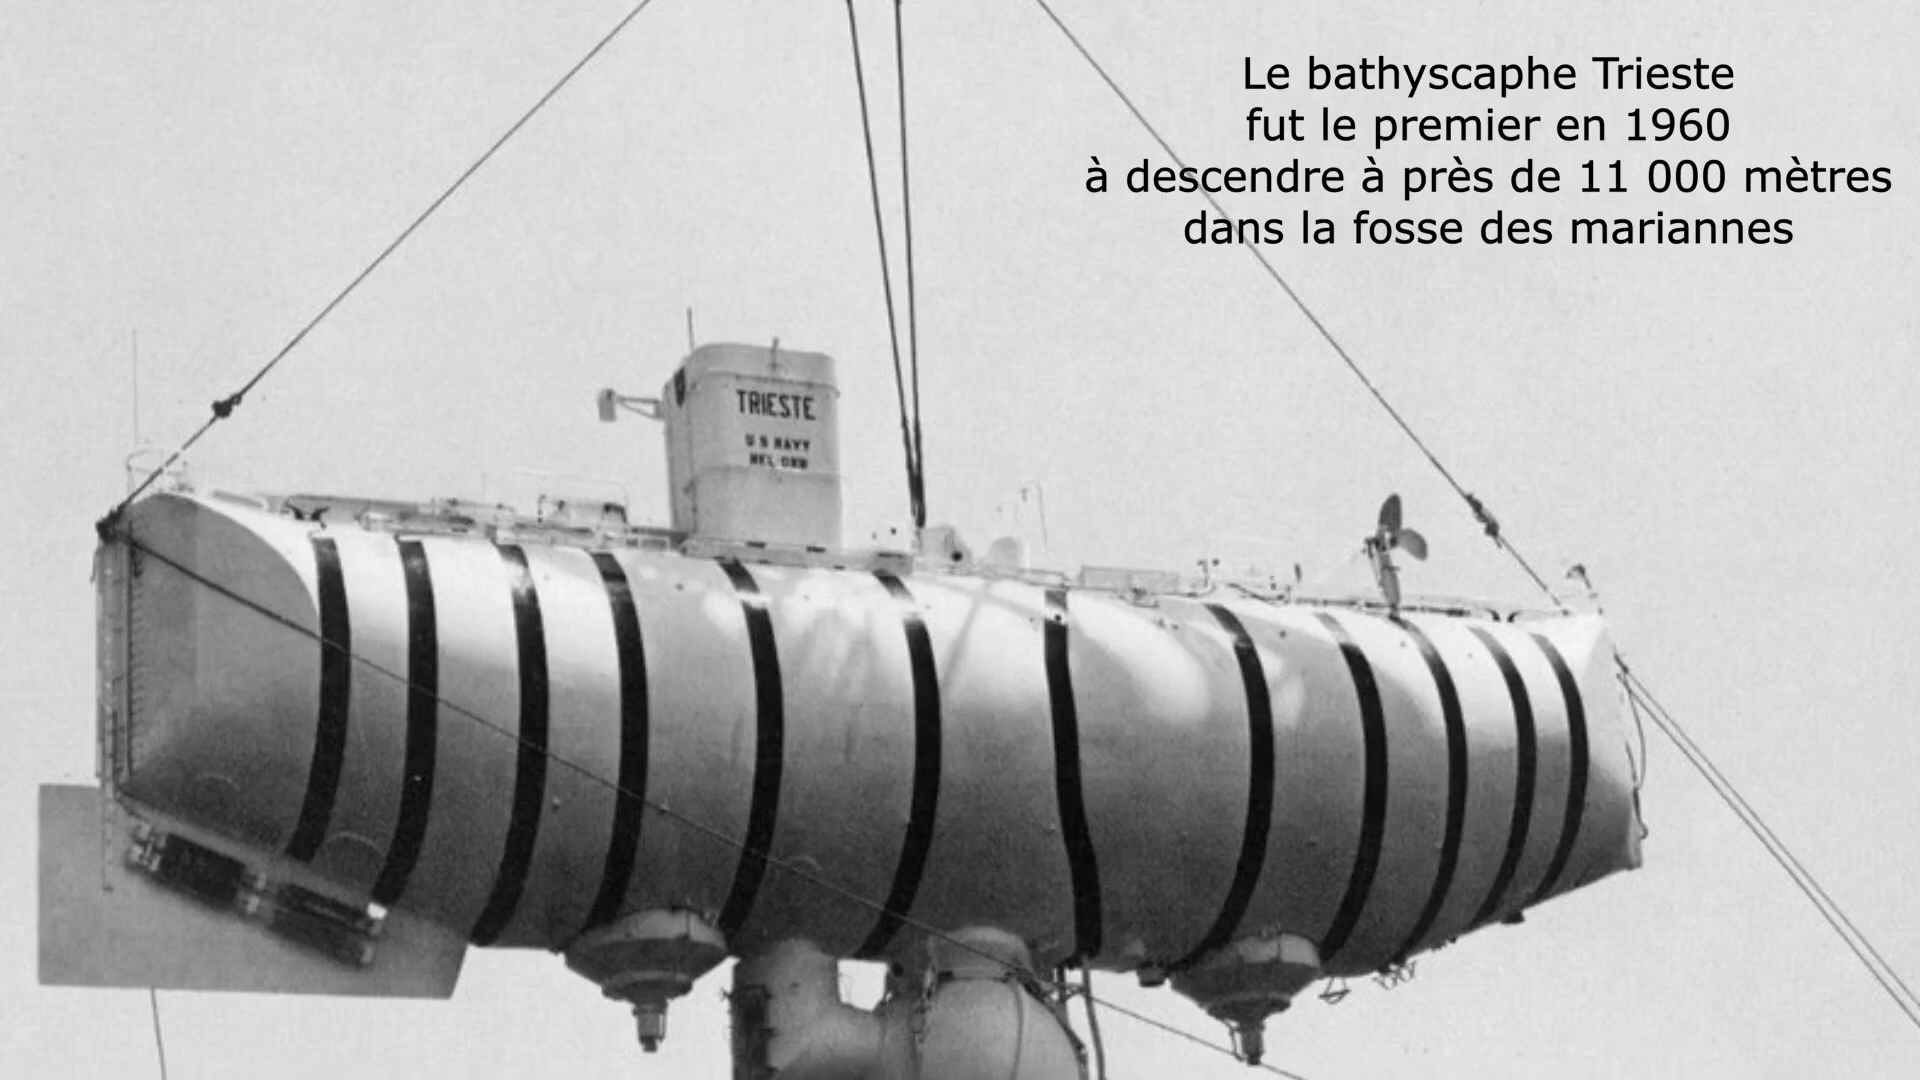 Le bathyscaphe Trieste
fut le premier en 1960
à descendre à près de 11 000 mètres
dans la fosse des mariannes
TRIESTE
U S NAVY